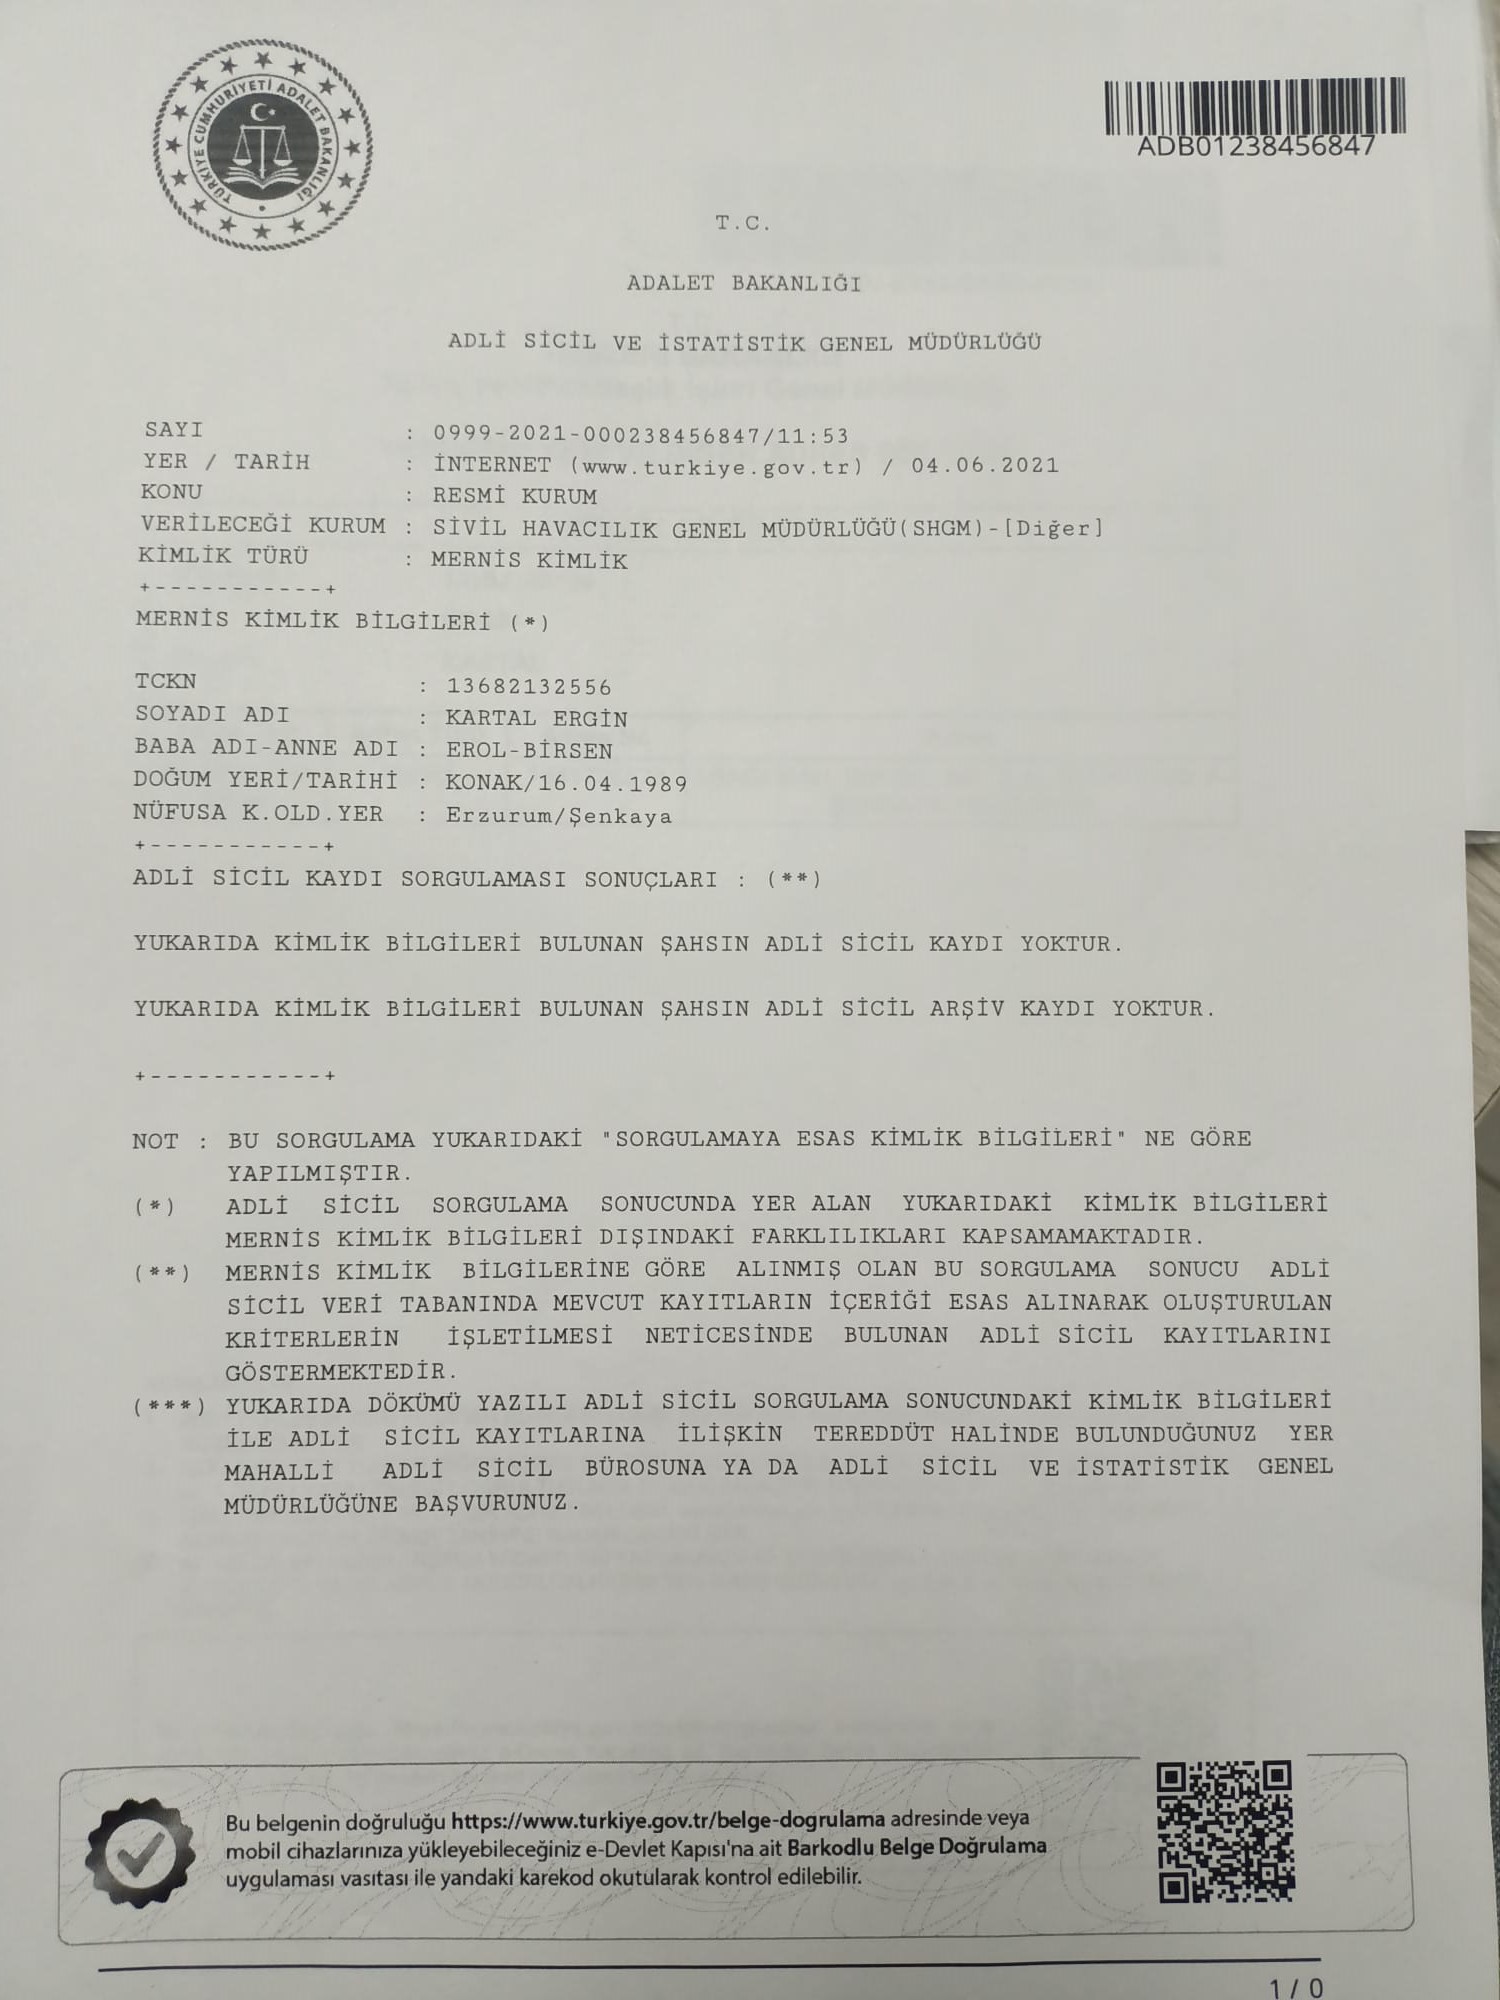 TÜRKİYE CUMHURİYETİ ADALET BAKANLIĞI
ADB01238456847
T.C.
ADALET BAKANLIĞI
ADLİ SİCİL VE İSTATİSTİK GENEL MÜDÜRLÜĞÜ
SAYI : 0999-2021-000238456847/11:53
YER / TARİH : İNTERNET (www.turkiye.gov.tr) / 04.06.2021
KONU : RESMİ KURUM
VERİLECEĞİ KURUM : SİVİL HAVACILIK GENEL MÜDÜRLÜĞÜ(SHGM)-[Diğer]
KİMLİK TÜRÜ : MERNİS KİMLİK
+-----------+
MERNİS KİMLİK BİLGİLERİ (*)
TCKN : 13682132556
SOYADI ADI : KARTAL ERGİN
BABA ADI-ANNE ADI : EROL-BİRSEN
DOĞUM YERİ/TARİHİ : KONAK/16.04.1989
NÜFUSA K.OLD.YER : Erzurum/Şenkaya
+-----------+
ADLİ SİCİL KAYDI SORGULAMASI SONUÇLARI : (**)
YUKARIDA KİMLİK BİLGİLERİ BULUNAN ŞAHSIN ADLİ SİCİL KAYDI YOKTUR.
YUKARIDA KİMLİK BİLGİLERİ BULUNAN ŞAHSIN ADLİ SİCİL ARŞİV KAYDI YOKTUR.
+-----------+
NOT : BU SORGULAMA YUKARIDAKİ "SORGULAMAYA ESAS KİMLİK BİLGİLERİ" NE GÖRE
YAPILMIŞTIR.
(*) ADLİ SİCİL SORGULAMA SONUCUNDA YER ALAN YUKARIDAKİ KİMLİK BİLGİLERİ
MERNİS KİMLİK BİLGİLERİ DIŞINDAKİ FARKLILIKLARI KAPSAMAMAKTADIR.
(**) MERNİS KİMLİK BİLGİLERİNE GÖRE ALINMIŞ OLAN BU SORGULAMA SONUCU ADLİ
SİCİL VERİ TABANINDA MEVCUT KAYITLARIN İÇERİĞİ ESAS ALINARAK OLUŞTURULAN
KRİTERLERİN İŞLETİLMESİ NETİCESİNDE BULUNAN ADLİ SİCİL KAYITLARINI
GÖSTERMEKTEDİR.
(***) YUKARIDA DÖKÜMÜ YAZILI ADLİ SİCİL SORGULAMA SONUCUNDAKİ KİMLİK BİLGİLERİ
İLE ADLİ SİCİL KAYITLARINA İLİŞKİN TEREDDÜT HALİNDE BULUNDUĞUNUZ YER
MAHALLİ ADLİ SİCİL BÜROSUNA YA DA ADLİ SİCİL VE İSTATİSTİK GENEL
MÜDÜRLÜĞÜNE BAŞVURUNUZ.
Bu belgenin doğruluğu https://www.turkiye.gov.tr/belge-dogrulama adresinde veya
mobil cihazlarınıza yükleyebileceğiniz e-Devlet Kapısı'na ait Barkodlu Belge Doğrulama
uygulaması vasıtası ile yandaki karekod okutularak kontrol edilebilir.
1 / 0